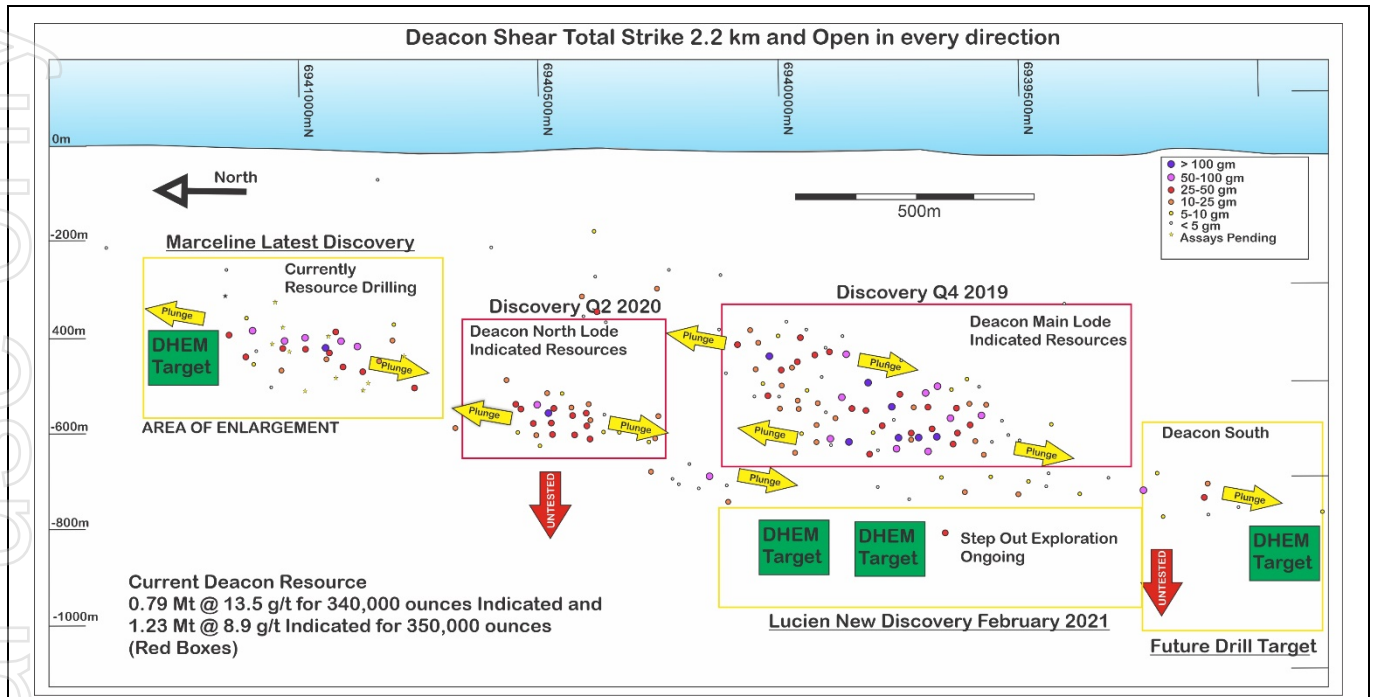 Deacon Shear Total Strike 2.2 km and Open in every direction
6941000mN
6940500mN
6940000mN
6939500mN
0m
North
500m
> 100 gm
50-100 gm
25-50 gm
10-25 gm
5-10 gm
< 5 gm
Assays Pending
-200m
Marceline Latest Discovery
Currently
Resource Drilling
Plunge
DHEM
Target
Plunge
AREA OF ENLARGEMENT
-400m
Discovery Q2 2020
Deacon North Lode
Indicated Resources
Plunge
Plunge
UNTESTED
Discovery Q4 2019
Deacon Main Lode
Indicated Resources
Plunge
Plunge
Plunge
Plunge
Plunge
-600m
Deacon South
Plunge
DHEM
Target
UNTESTED
Future Drill Target
-800m
DHEM
Target
DHEM
Target
Step Out Exploration
Ongoing
Lucien New Discovery February 2021
Current Deacon Resource
0.79 Mt @ 13.5 g/t for 340,000 ounces Indicated and
1.23 Mt @ 8.9 g/t Indicated for 350,000 ounces
(Red Boxes)
-1000m